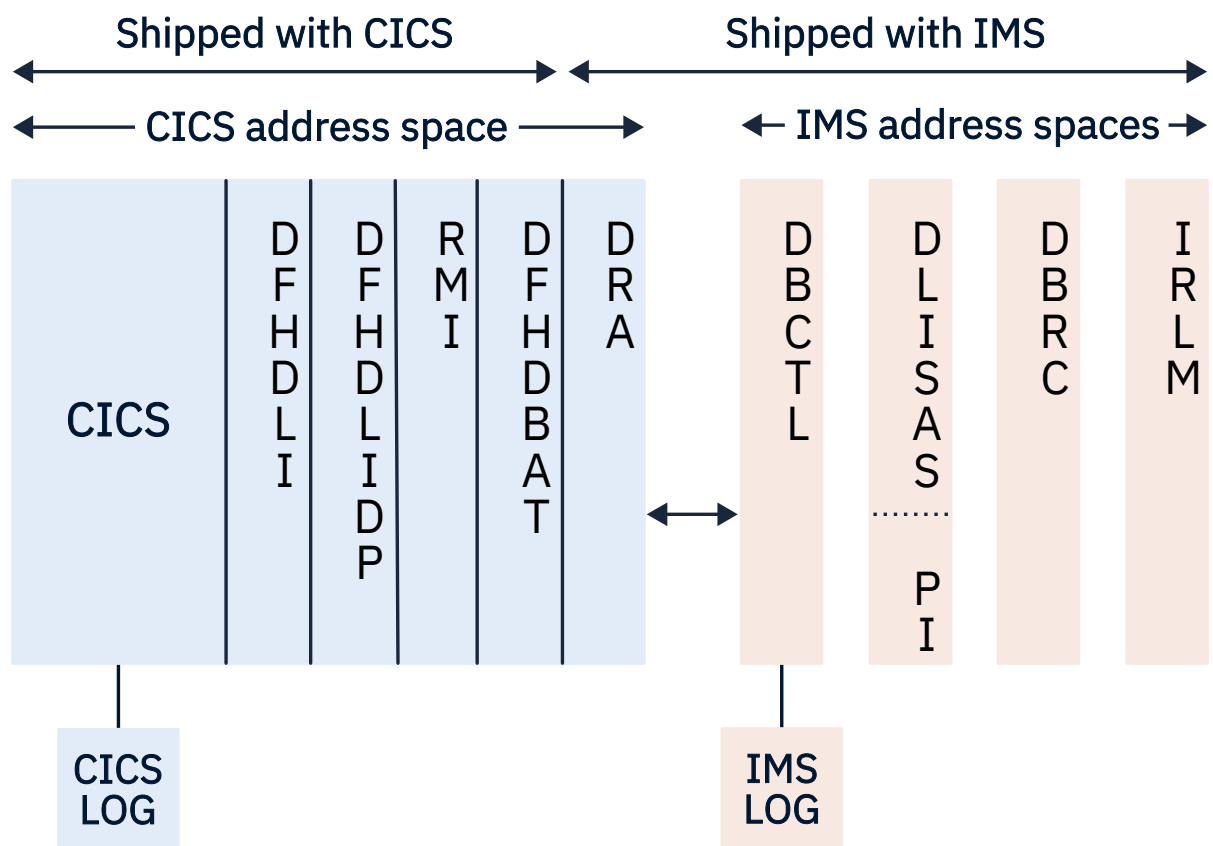 Shipped with CICS
Shipped with IMS
CICS address space
IMS address spaces
CICS
DFHDLI
DFHDLIDP
RMI
DFHDBAT
DRA
DBCTL
DLISAS
PI
DBRC
IRLM
CICS
LOG
IMS
LOG